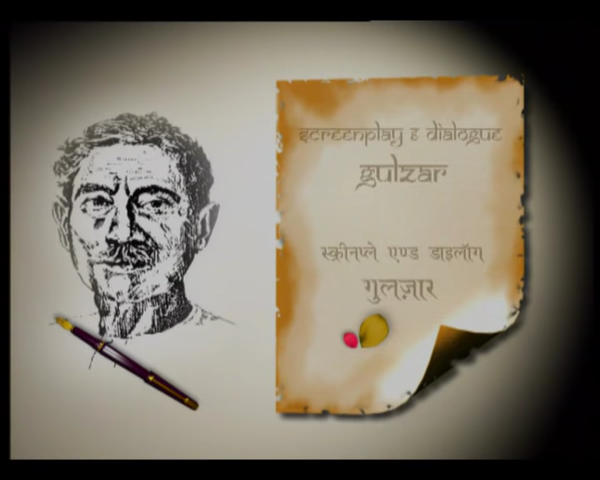 screenplay & dialogue
gulzar
स्क्रीनप्ले एण्ड डाइलॉग
गुलज़ार